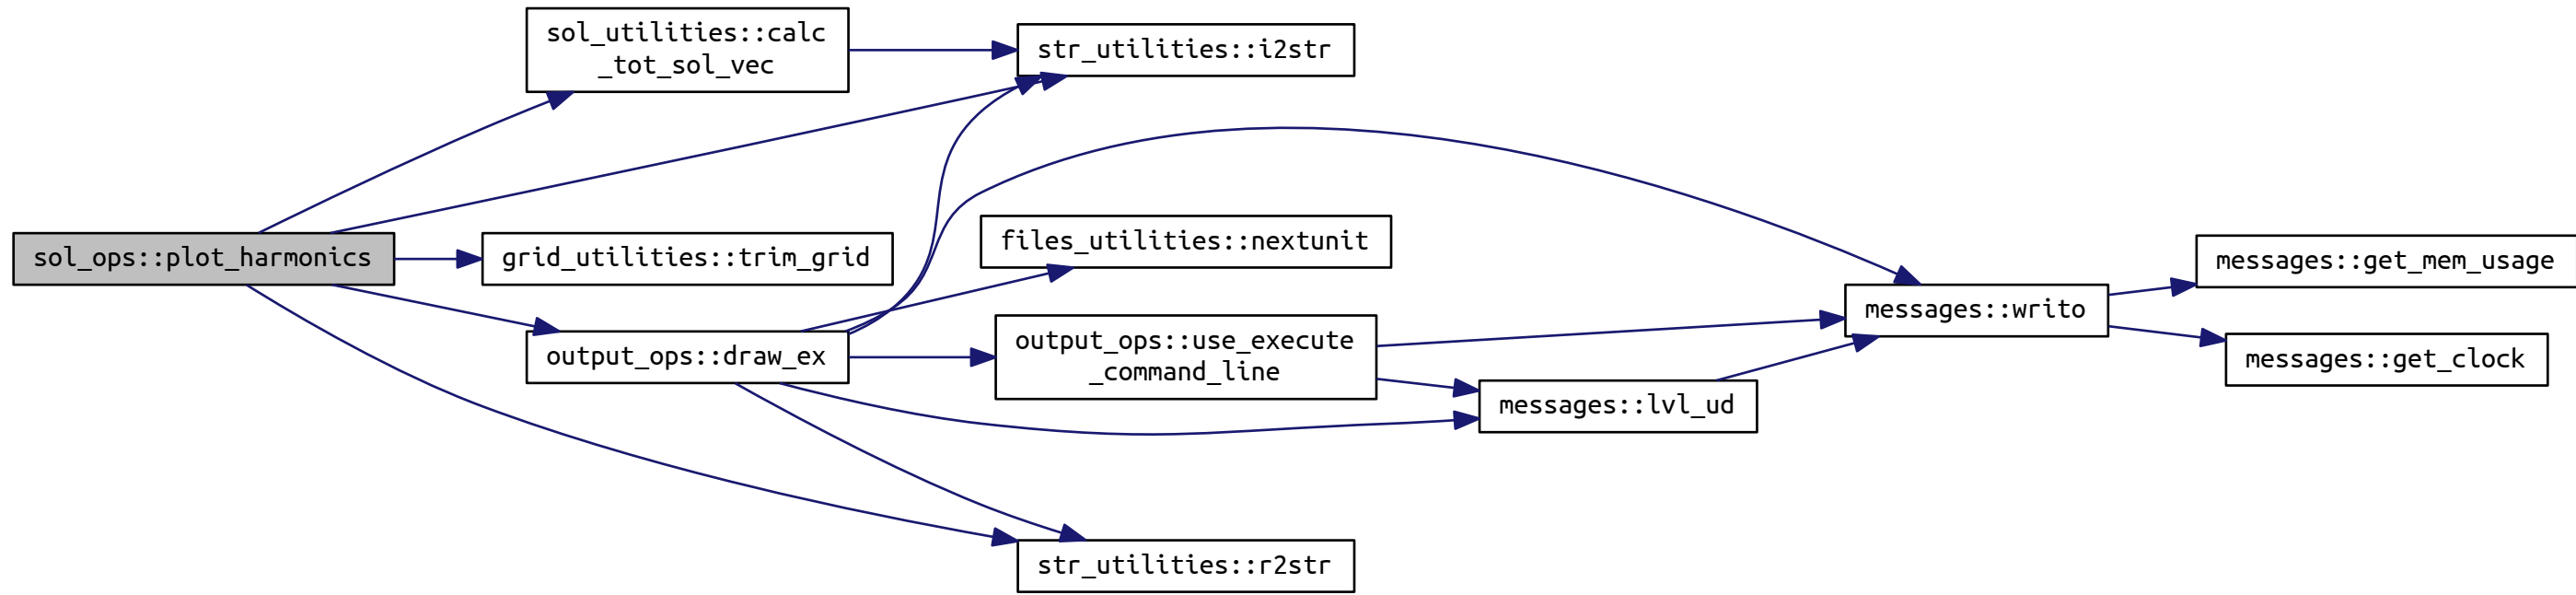 sol_utilities::calc
_tot_sol_vec
str_utilities::i2str
sol_ops::plot_harmonics
grid_utilities::trim_grid
files_utilities::nextunit
messages::get_mem_usage
output_ops::draw_ex
output_ops::use_execute
_command_line
messages::writo
messages::get_clock
messages::lvl_ud
str_utilities::r2str